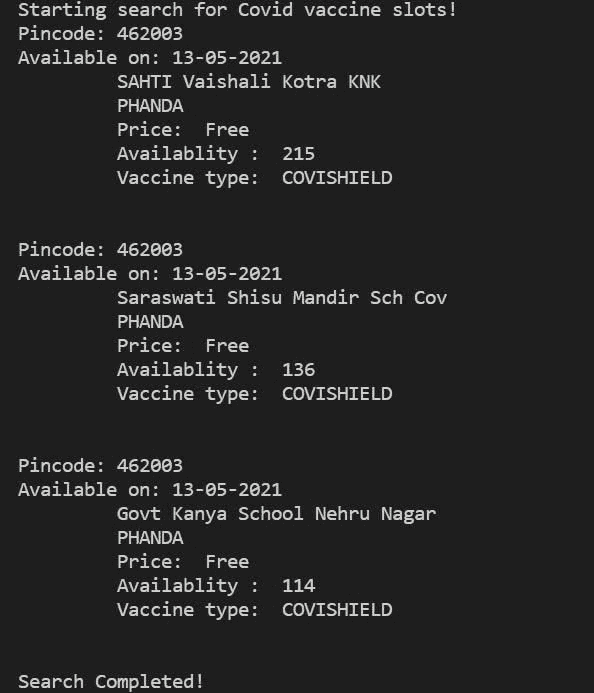 Starting search for Covid vaccine slots!
Pincode: 462003
Available on: 13-05-2021
SAHTI Vaishali Kotra KNK
PHANDA
Price:  Free
Availablity :  215
Vaccine type:  COVISHIELD
Pincode: 462003
Available on: 13-05-2021
Saraswati Shisu Mandir Sch Cov
PHANDA
Price:  Free
Availablity :  136
Vaccine type:  COVISHIELD
Pincode: 462003
Available on: 13-05-2021
Govt Kanya School Nehru Nagar
PHANDA
Price:  Free
Availablity :  114
Vaccine type:  COVISHIELD
Search Completed!